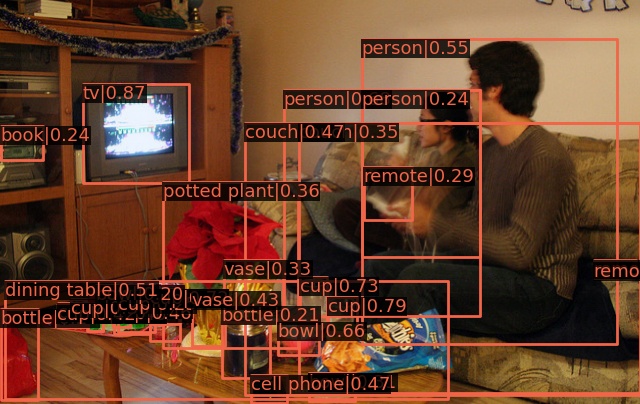 person|0.55
tv|0.87
person|0
person|0.24
book|0.24
couch|0.47
|0.35
remote|0.29
potted plant|0.36
vase|0.33
remo
dining table|0.51
20|
vase|0.43
cup|0.73
cup|0.79
bottle|
bottle|0.21
bowl|0.66
cell phone|0.47